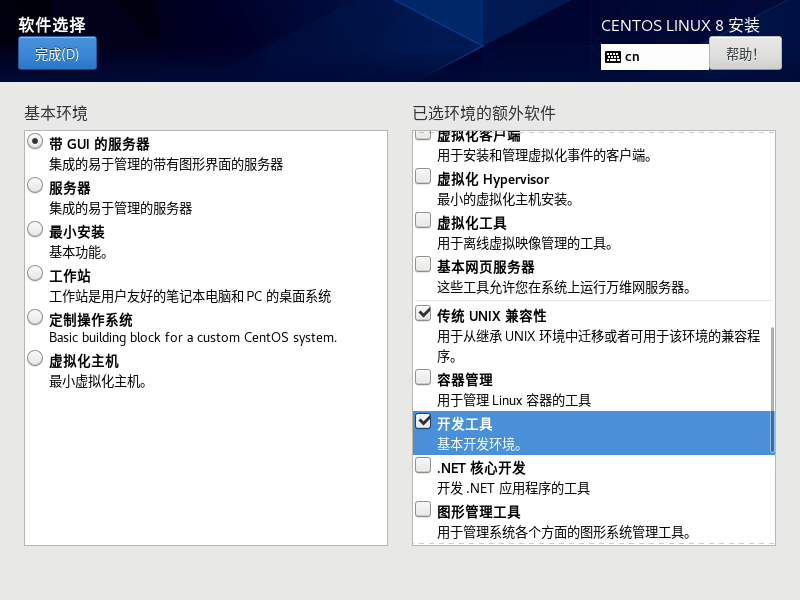 软件选择
完成(D)
CENTOS LINUX 8 安装
cn
帮助！
基本环境
带 GUI 的服务器
集成的易于管理的带有图形界面的服务器
服务器
集成的易于管理的服务器
最小安装
基本功能。
工作站
工作站是用户友好的笔记本电脑和 PC 的桌面系统
定制操作系统
Basic building block for a custom CentOS system.
虚拟化主机
最小虚拟化主机。
已选环境的额外软件
虚拟化客户端
用于安装和管理虚拟化事件的客户端。
虚拟化 Hypervisor
最小的虚拟化主机安装。
虚拟化工具
用于离线虚拟映像管理的工具。
基本网页服务器
这些工具允许您在系统上运行万维网服务器。
传统 UNIX 兼容性
用于从继承 UNIX 环境中迁移或者可用于该环境的兼容程
序。
容器管理
用于管理 Linux 容器的工具
开发工具
基本开发环境。
.NET 核心开发
开发 .NET 应用程序的工具
图形管理工具
用于管理系统各个方面的图形系统管理工具。